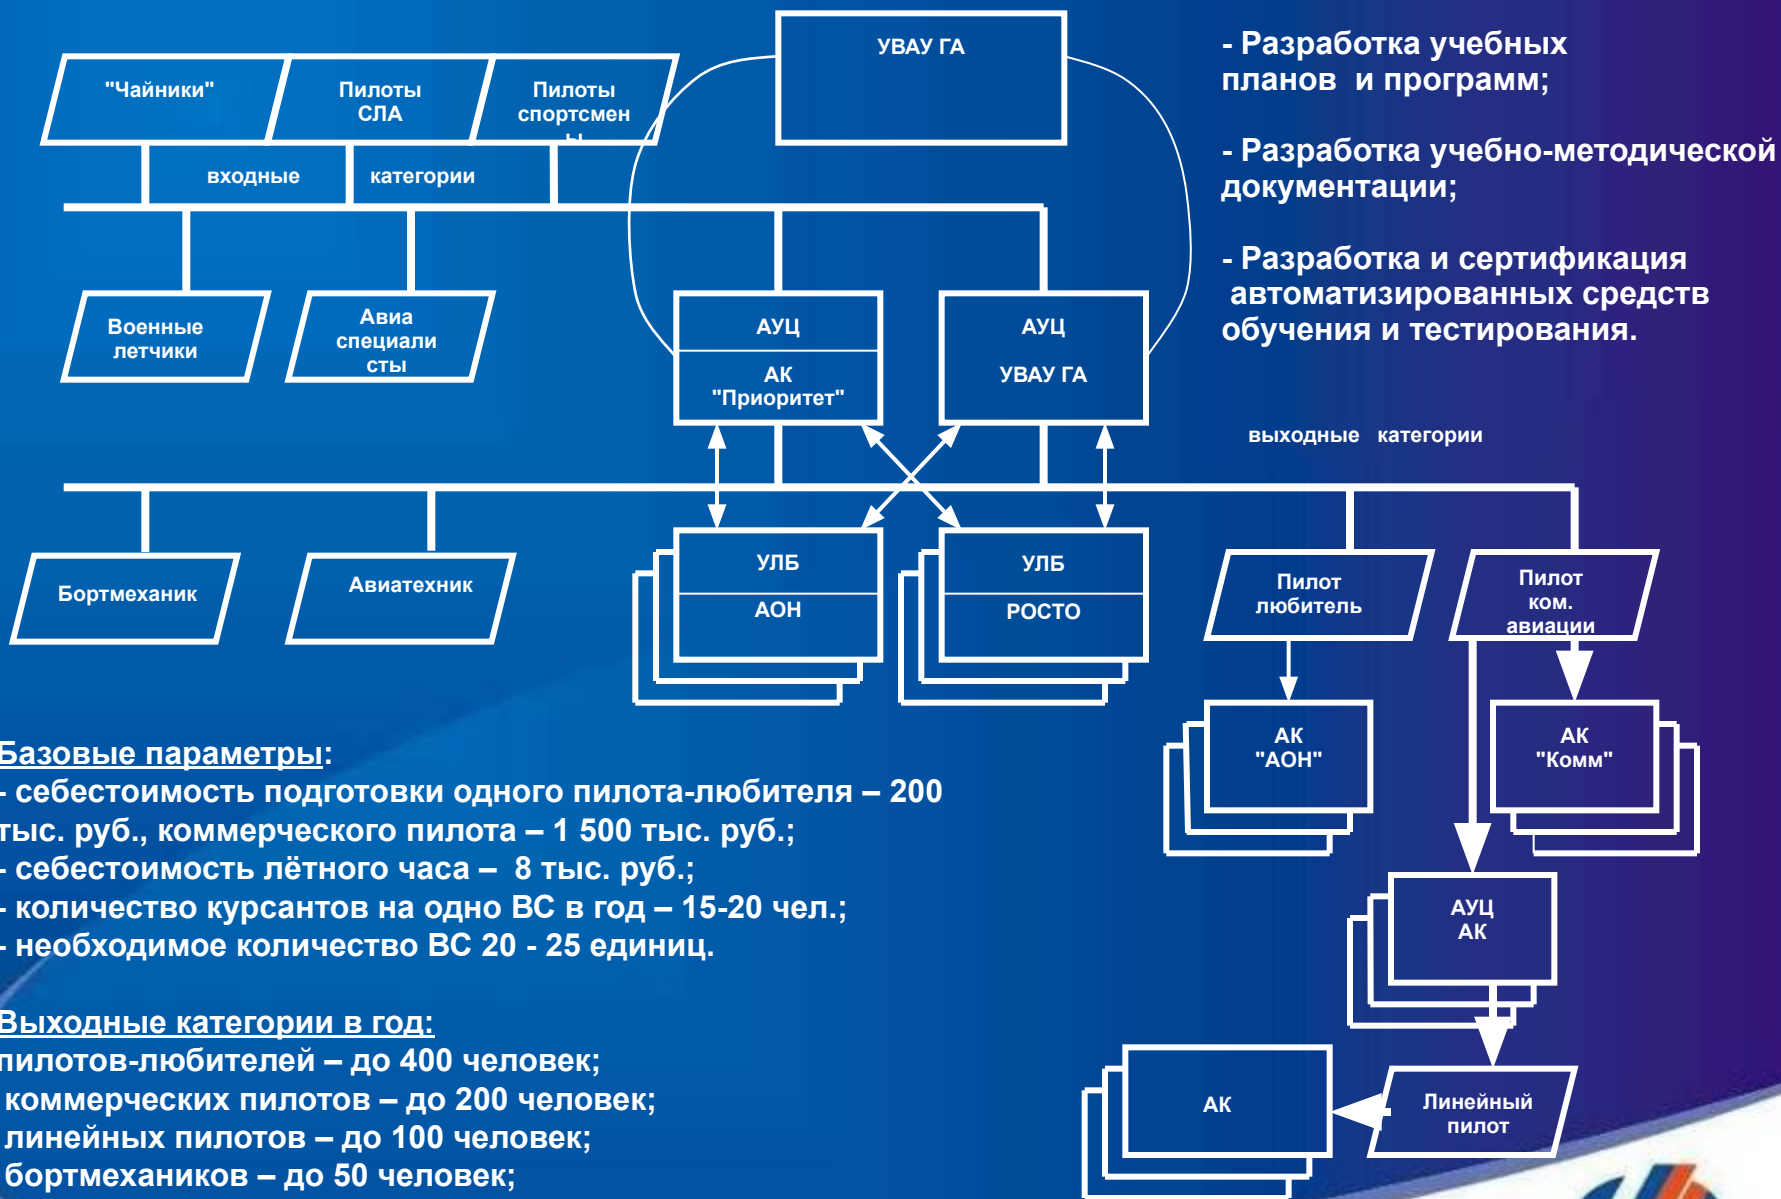 УВАУ ГА
"Чайники"
Пилоты
СЛА
Пилоты
спортсмен
ы
входные категории
- Разработка учебных
планов и программ;
- Разработка учебно-методической
документации;
- Разработка и сертификация
автоматизированных средств
обучения и тестирования.
Военные
летчики
Авиа
специали
сты
АУЦ
АК
"Приоритет"
АУЦ
УВАУ ГА
выходные категории
Бортмеханик
Авиатехник
УЛБ
АОН
УЛБ
РОСТО
Пилот
любитель
Пилот
ком.
авиации
АК
"АОН"
АК
"Комм"
АУЦ
АК
Линейный
пилот
АК
Базовые параметры:
- себестоимость подготовки одного пилота-любителя – 200
тыс. руб., коммерческого пилота – 1 500 тыс. руб.;
- себестоимость лётного часа – 8 тыс. руб.;
- количество курсантов на одно ВС в год – 15-20 чел.;
- необходимое количество ВС 20 - 25 единиц.
Выходные категории в год:
пилотов-любителей – до 400 человек;
коммерческих пилотов – до 200 человек;
линейных пилотов – до 100 человек;
бортмехаников – до 50 человек;